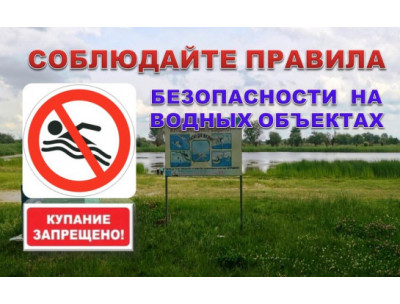 СОБЛЮДАЙТЕ ПРАВИЛА
БЕЗОПАСНОСТИ НА
ВОДНЫХ ОБЪЕКТАХ
КУПАНИЕ
ЗАПРЕЩЕНО!